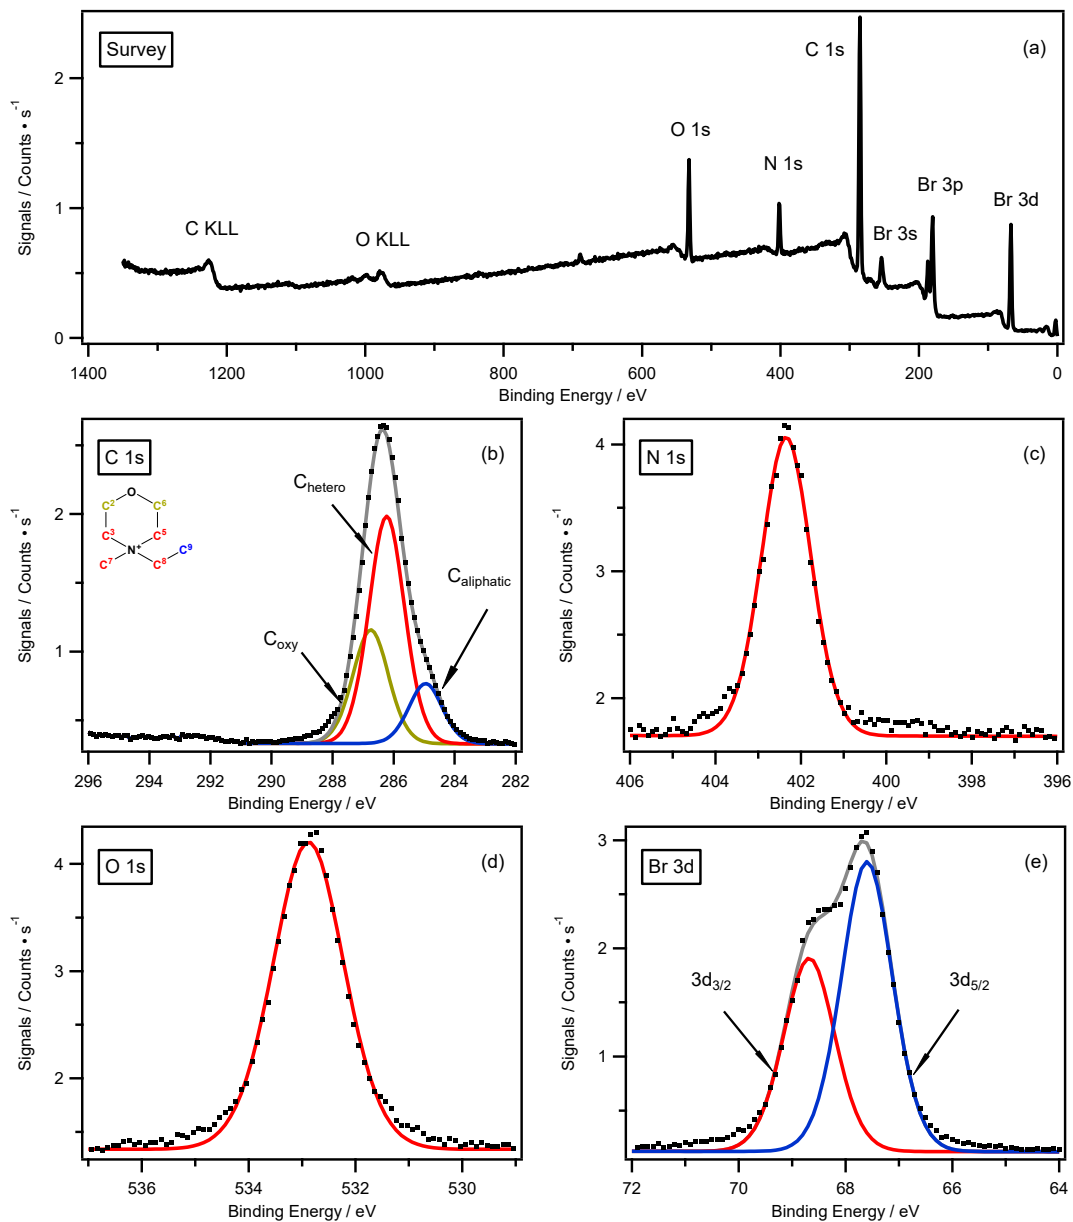 Survey
(a)
Signals / Counts • s⁻¹
2
1
0
C KLL
O KLL
O 1s
N 1s
C 1s
Br 3s
Br 3p
Br 3d
1400 1200 1000 800 600 400 200 0
Binding Energy / eV
C 1s
(b)
Signals / Counts • s⁻¹
2
1
O
C² C⁶
C³ C⁵
N⁺
C⁷ C⁸ C⁹
C_hetero
C_aliphatic
C_oxy
296 294 292 290 288 286 284 282
Binding Energy / eV
N 1s
(c)
Signals / Counts • s⁻¹
4
3
2
406 404 402 400 398 396
Binding Energy / eV
O 1s
(d)
Signals / Counts • s⁻¹
4
3
2
536 534 532 530
Binding Energy / eV
Br 3d
(e)
Signals / Counts • s⁻¹
3
2
1
3d3/2
3d5/2
72 70 68 66 64
Binding Energy / eV